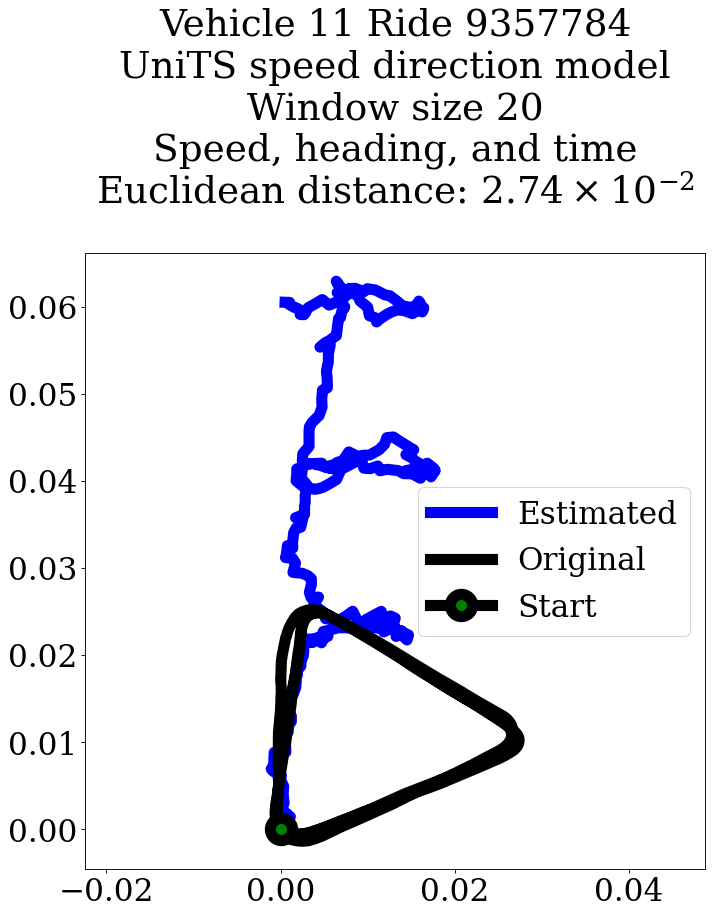 Vehicle 11 Ride 9357784
UniTS speed direction model
Window size 20
Speed, heading, and time
Euclidean distance: 2.74 × 10⁻²
0.06
0.05
0.04
0.03
0.02
0.01
0.00
Estimated
Original
Start
−0.02 0.00 0.02 0.04